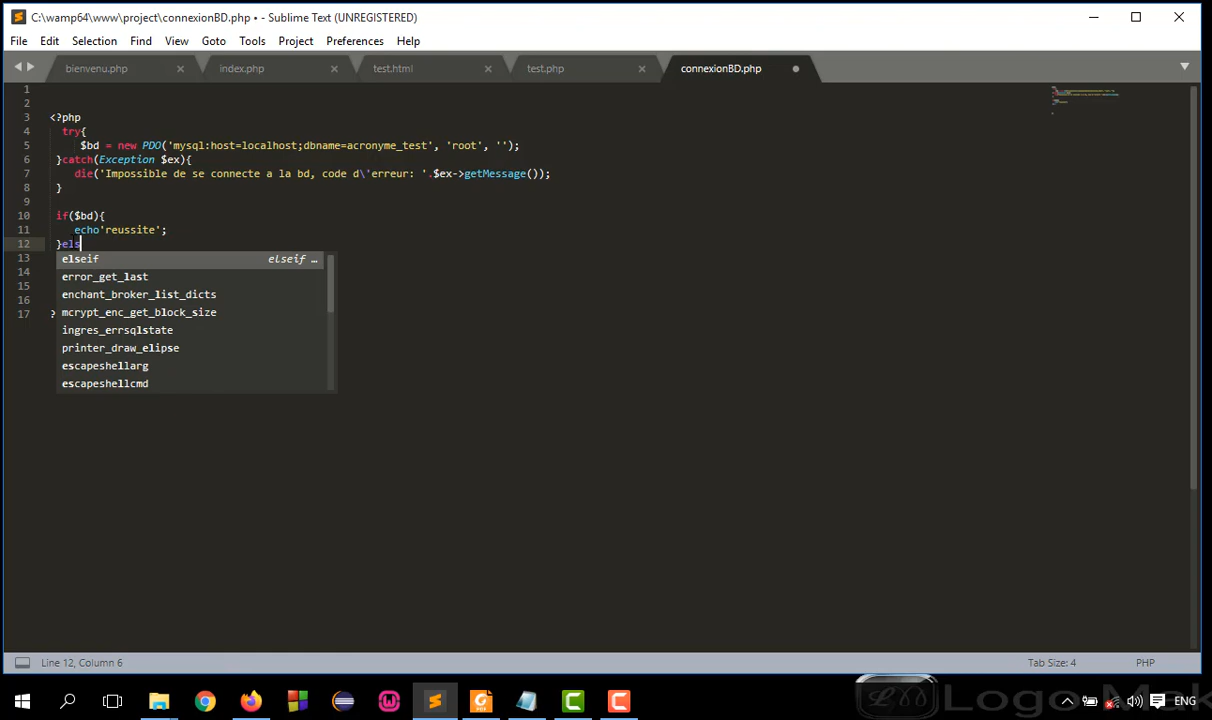 C:\wamp64\www\project\connexionBD.php • - Sublime Text (UNREGISTERED)
File Edit Selection Find View Goto Tools Project Preferences Help
bienvenu.php index.php test.html test.php connexionBD.php
1
2
3 <?php
4 try{
5 $bd = new PDO('mysql:host=localhost;dbname=acronyme_test', 'root', '');
6 }catch(Exception $ex){
7 die('Impossible de se connecte a la bd, code d\'erreur: '.$ex->getMessage());
8 }
9
10 if($bd){
11 echo'reussite';
12 }els
13 elseif elseif …
14 error_get_last
15 enchant_broker_list_dicts
16 mcrypt_enc_get_block_size
17 ? ingres_errsqlstate
printer_draw_elipse
escapeshellarg
escapeshellcmd
Line 12, Column 6 Tab Size: 4 PHP
ENG
Logo Mak